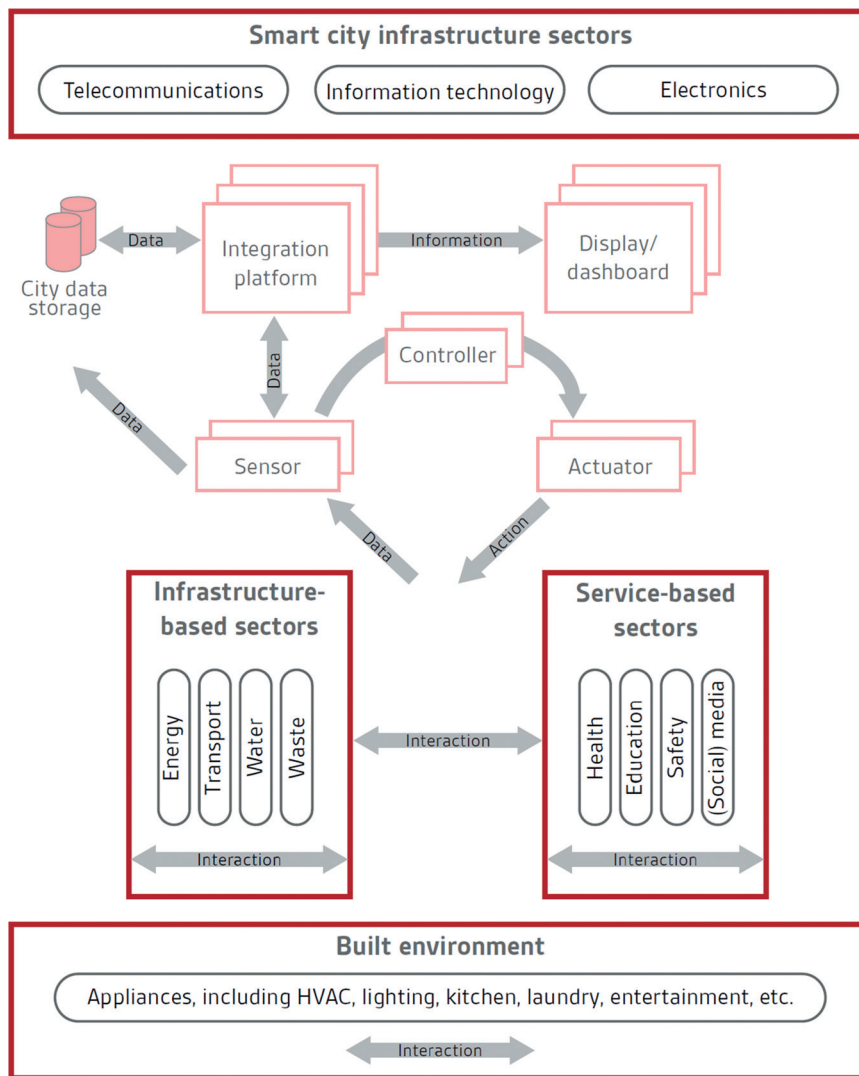 Smart city infrastructure sectors
Telecommunications
Information technology
Electronics
Data
Integration
platform
Information
Display/
dashboard
City data
storage
Data
Controller
Data
Sensor
Actuator
Data
Action
Infrastructure-
based sectors
Energy
Transport
Water
Waste
Interaction
Interaction
Service-based
sectors
Health
Education
Safety
(Social) media
Interaction
Built environment
Appliances, including HVAC, lighting, kitchen, laundry, entertainment, etc.
Interaction